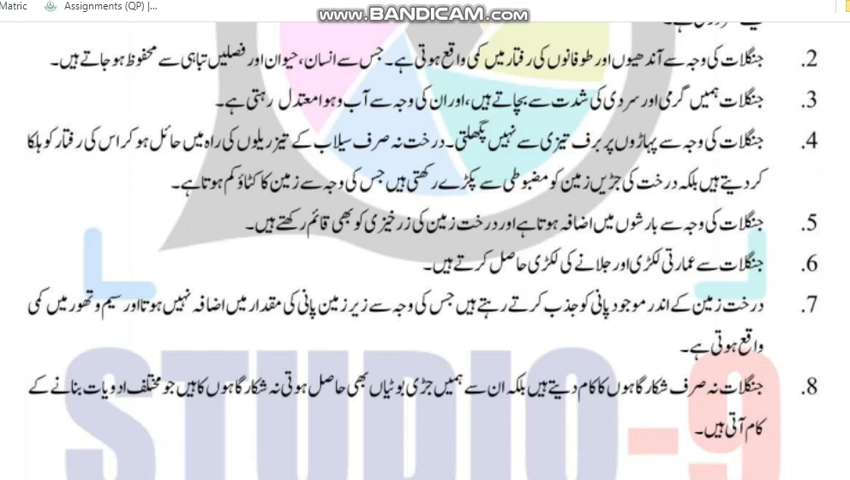 Matric Assignments (QP) |...
www.BANDICAM.com
2. جنگلات کی وجہ سے آندھیوں اور طوفانوں کی رفتار میں کمی واقع ہوتی ہے۔ جس سے انسان، حیوان اور فصلیں تباہی سے محفوظ ہو جاتے ہیں۔
3. جنگلات ہمیں گرمی اور سردی کی شدت سے بچاتے ہیں، اور ان کی وجہ سے آب و ہوا معتدل رہتی ہے۔
4. جنگلات کی وجہ سے پہاڑوں پر برف تیزی سے نہیں پگھلتی۔ درخت نہ صرف سیلاب کے تیز ریلوں کی راہ میں حائل ہو کر اس کی رفتار کو ہلکا
کر دیتے ہیں بلکہ درخت کی جڑیں زمین کو مضبوطی سے پکڑے رکھتی ہیں جس کی وجہ سے زمین کا کٹاؤ کم ہوتا ہے۔
5. جنگلات کی وجہ سے بارشوں میں اضافہ ہوتا ہے اور درخت زمین کی زرخیزی کو بھی قائم رکھتے ہیں۔
6. جنگلات سے عمارتی لکڑی اور جلانے کی لکڑی حاصل کرتے ہیں۔
7. درخت زمین کے اندر موجود پانی کو جذب کرتے رہتے ہیں جس کی وجہ سے زیر زمین پانی کی مقدار میں اضافہ نہیں ہوتا اور سیم و تھور میں کمی
واقع ہوتی ہے۔
8. جنگلات نہ صرف شکار گاہوں کا کام دیتے ہیں بلکہ ان سے ہمیں جڑی بوٹیاں بھی حاصل ہوتی نہ شکار گاہوں کا ہیں جو مختلف ادویات بنانے کے
کام آتی ہیں۔
STUDIO-9